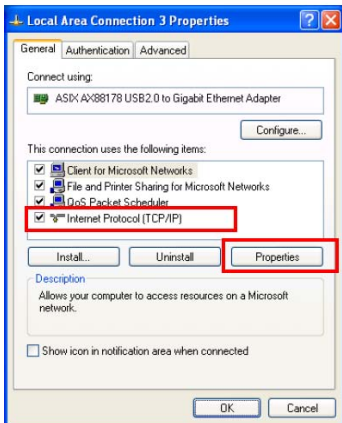 Local Area Connection 3 Properties
General Authentication Advanced
Connect using:
ASIX AX88178 USB2.0 to Gigabit Ethernet Adapter
Configure...
This connection uses the following items:
Client for Microsoft Networks
File and Printer Sharing for Microsoft Networks
QoS Packet Scheduler
Internet Protocol (TCP/IP)
Install... Uninstall Properties
Description
Allows your computer to access resources on a Microsoft
network.
Show icon in notification area when connected
OK Cancel